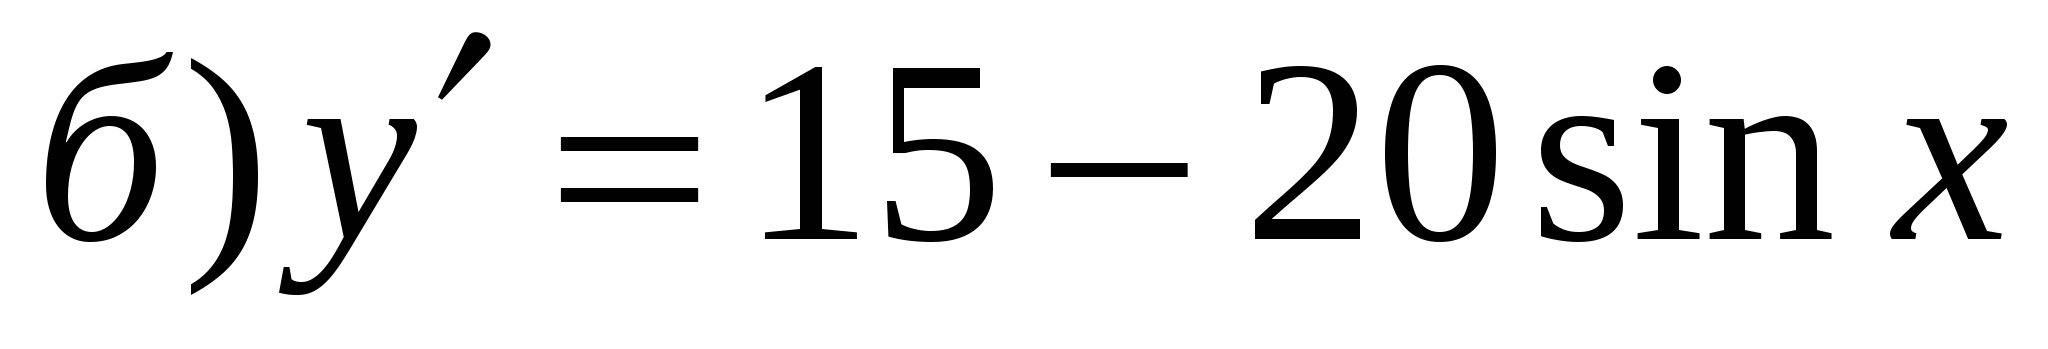 б) y′ = 15 − 20 sin x